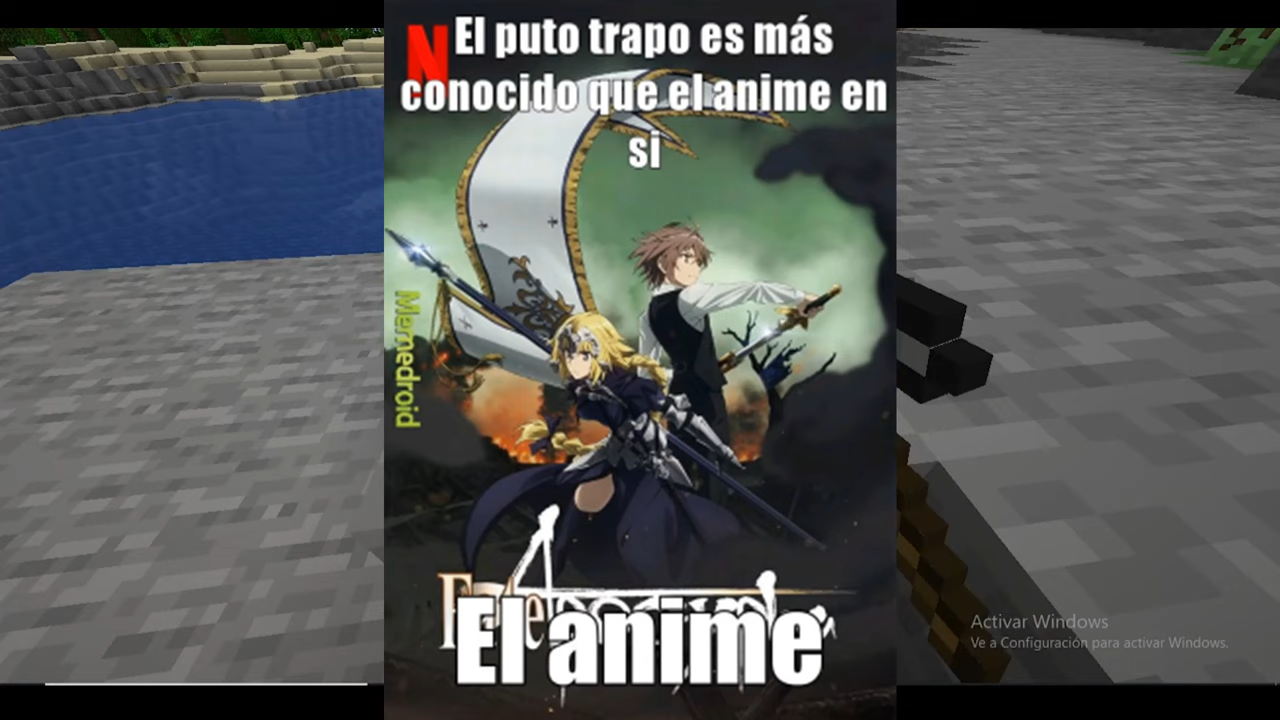 N
El puto trapo es más
conocido que el anime en
si
Memedroid
Fate
El anime
Activar Windows
Ve a Configuración para activar Windows.